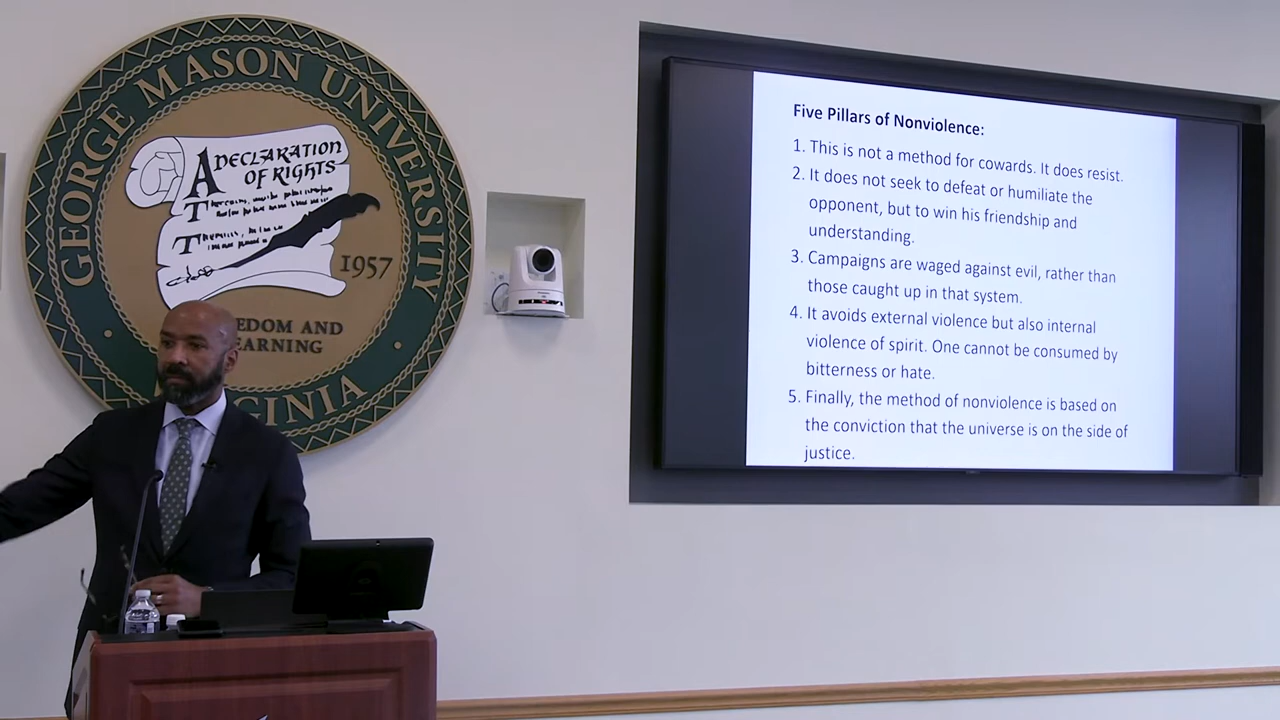 GEORGE MASON UNIVERSITY
A DECLARATION
OF RIGHTS
1957
EDOM AND
EARNING
GINIA
Five Pillars of Nonviolence:
1. This is not a method for cowards. It does resist.
2. It does not seek to defeat or humiliate the
opponent, but to win his friendship and
understanding.
3. Campaigns are waged against evil, rather than
those caught up in that system.
4. It avoids external violence but also internal
violence of spirit. One cannot be consumed by
bitterness or hate.
5. Finally, the method of nonviolence is based on
the conviction that the universe is on the side of
justice.